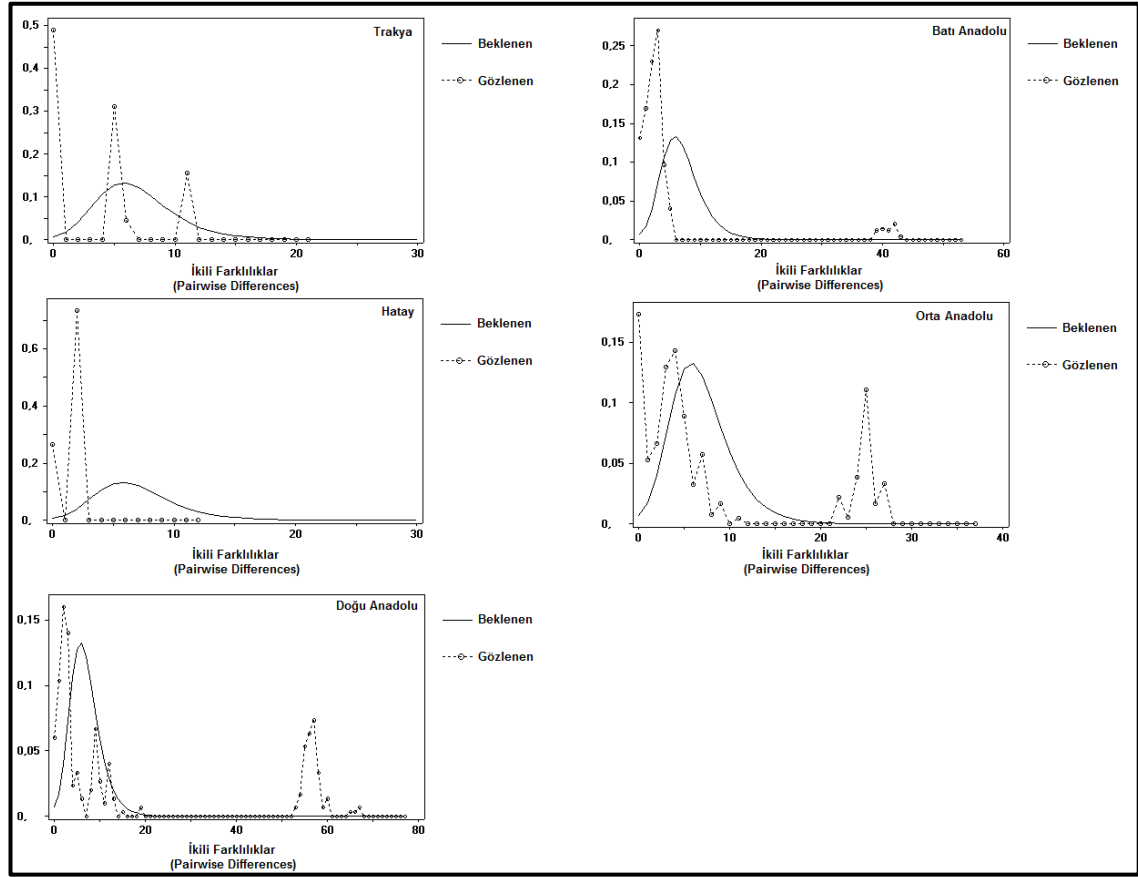 Trakya
0,5
0,4
0,3
0,2
0,1
0,
0
10
20
30
İkili Farklılıklar
(Pairwise Differences)
Beklenen
Gözlenen
Batı Anadolu
0,25
0,2
0,15
0,1
0,05
0,
0
20
40
60
İkili Farklılıklar
(Pairwise Differences)
Beklenen
Gözlenen
Hatay
0,6
0,4
0,2
0,
0
10
20
30
İkili Farklılıklar
(Pairwise Differences)
Beklenen
Gözlenen
Orta Anadolu
0,15
0,1
0,05
0,
0
10
20
30
40
İkili Farklılıklar
(Pairwise Differences)
Beklenen
Gözlenen
Doğu Anadolu
0,15
0,1
0,05
0,
0
20
40
60
80
İkili Farklılıklar
(Pairwise Differences)
Beklenen
Gözlenen